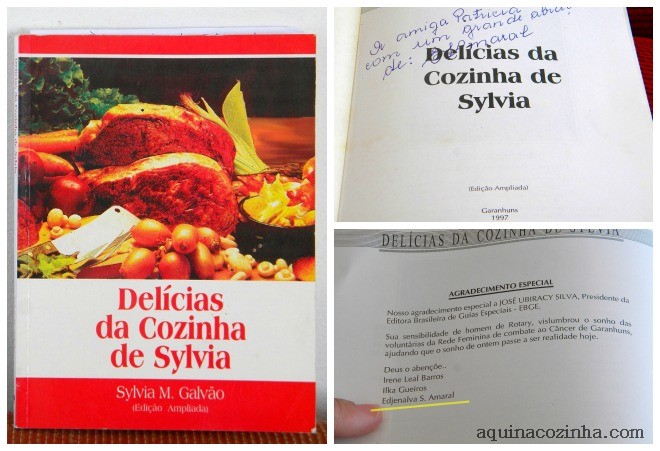 Delícias
da Cozinha
de Sylvia
Sylvia M. Galvão
(Edição Ampliada)
A amiga Patricia
com um grande abraço
de: Amaral
Delícias da
Cozinha de
Sylvia
(Edição Ampliada)
Garanhuns
1997
DELÍCIAS DA COZINHA DE SYLVIA
AGRADECIMENTO ESPECIAL
Nosso agradecimento especial a JOSÉ UBIRACY SILVA, Presidente da
Editora Brasileira de Guias Especiais - EBGE.
Sua sensibilidade de homem de Rotary, vislumbrou o sonho das
voluntárias da Rede Feminina de combate ao Câncer de Garanhuns,
ajudando que o sonho de ontem passe a ser realidade hoje.
Deus o abençõe..
Irene Leal Barros
Ilka Gueiros
Edjenalva S. Amaral
aquinacozinha.com